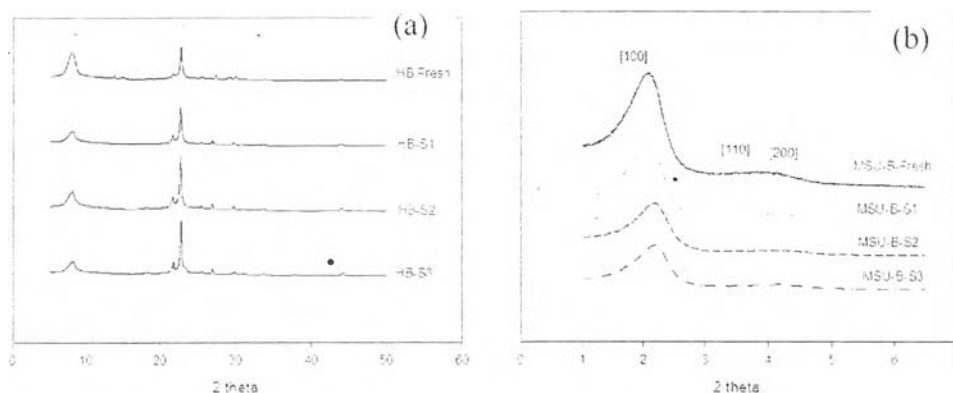 (a)
HB Fresh
HB-S1
HB-S2
HB-S3
0 10 20 30 40 50 60
2 theta
(b)
[100]
[110] [200]
MSU-B-Fresh
MSU-B-S1
MSU-B-S2
MSU-B-S3
0 1 2 3 4 5 6
2 theta